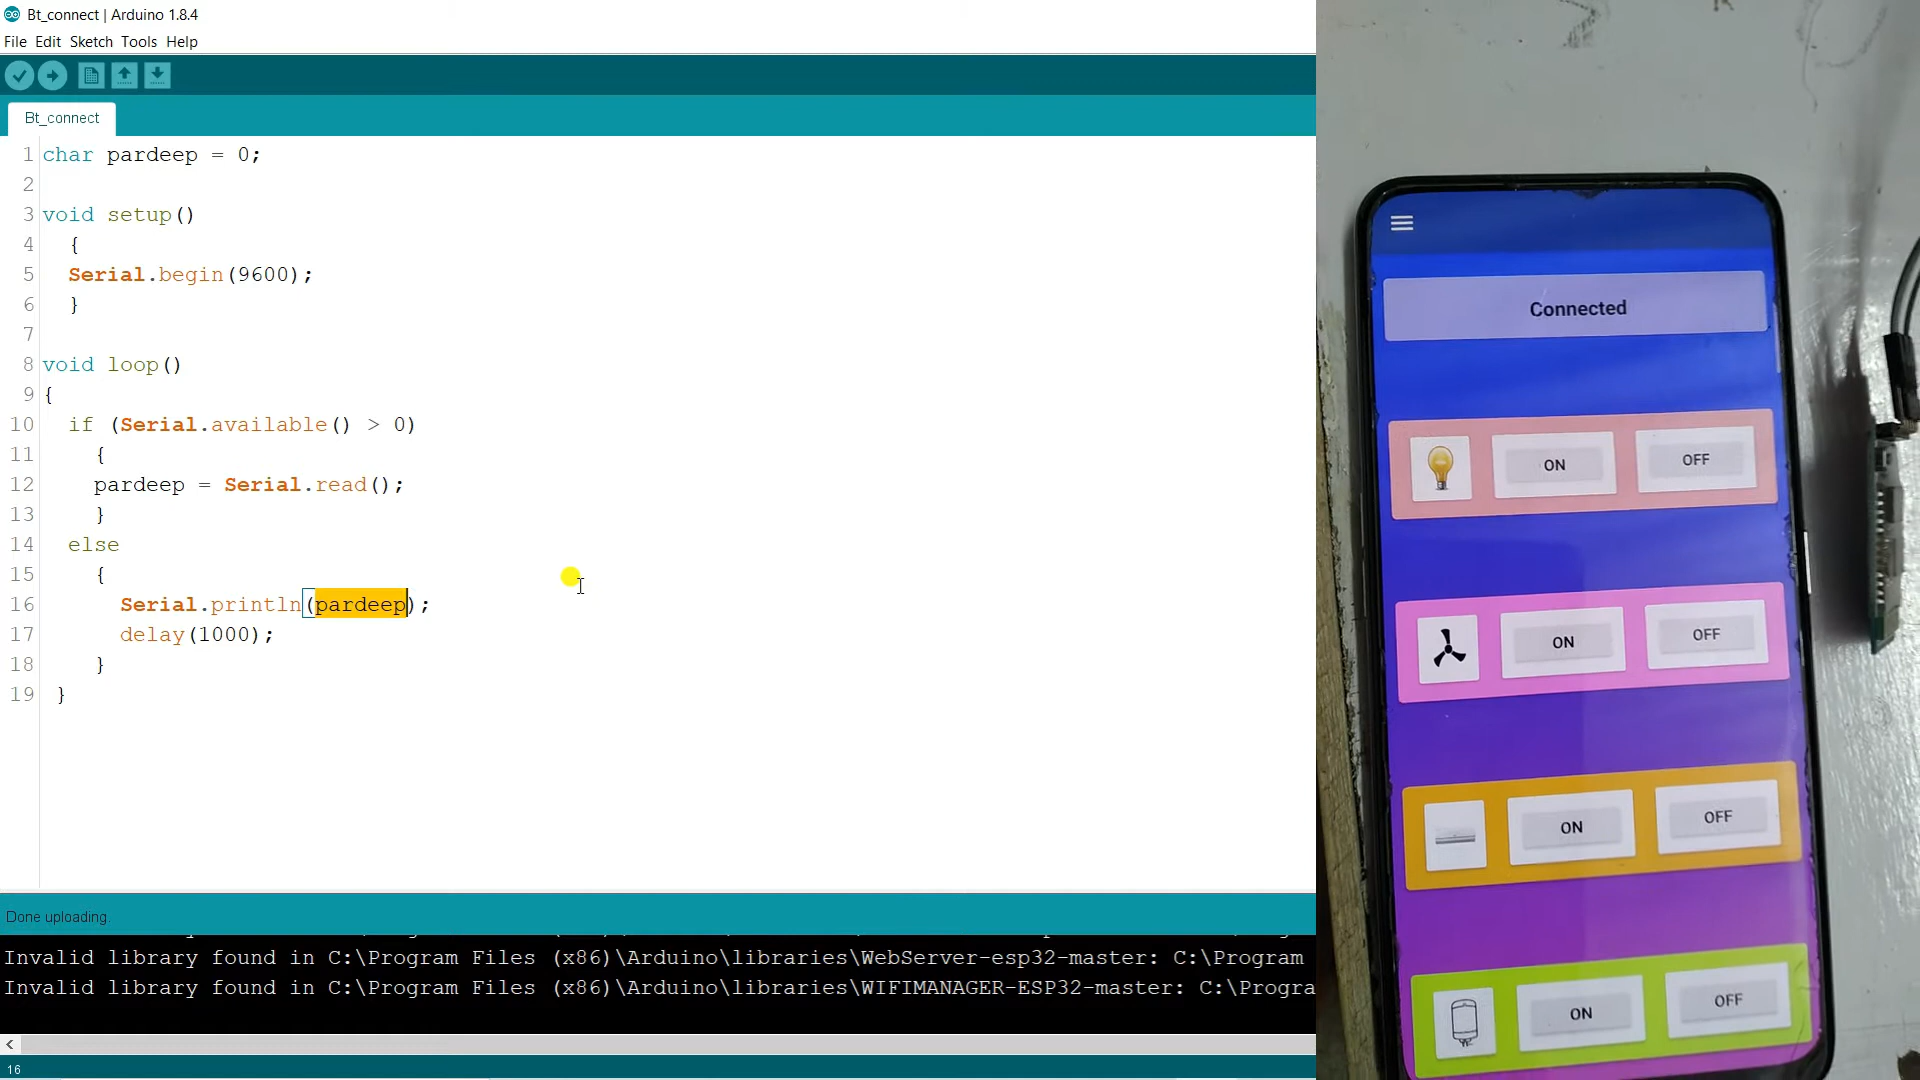 Bt_connect | Arduino 1.8.4
File Edit Sketch Tools Help
Bt_connect
1 char pardeep = 0;
2
3 void setup()
4 {
5 Serial.begin(9600);
6 }
7
8 void loop()
9 {
10 if (Serial.available() > 0)
11 {
12 pardeep = Serial.read();
13 }
14 else
15 {
16 Serial.println(pardeep);
17 delay(1000);
18 }
19 }
Done uploading.
Invalid library found in C:\Program Files (x86)\Arduino\libraries\WebServer-esp32-master: C:\Program
Invalid library found in C:\Program Files (x86)\Arduino\libraries\WIFIMANAGER-ESP32-master: C:\Progra
16
Connected
ON OFF
ON OFF
ON OFF
ON OFF